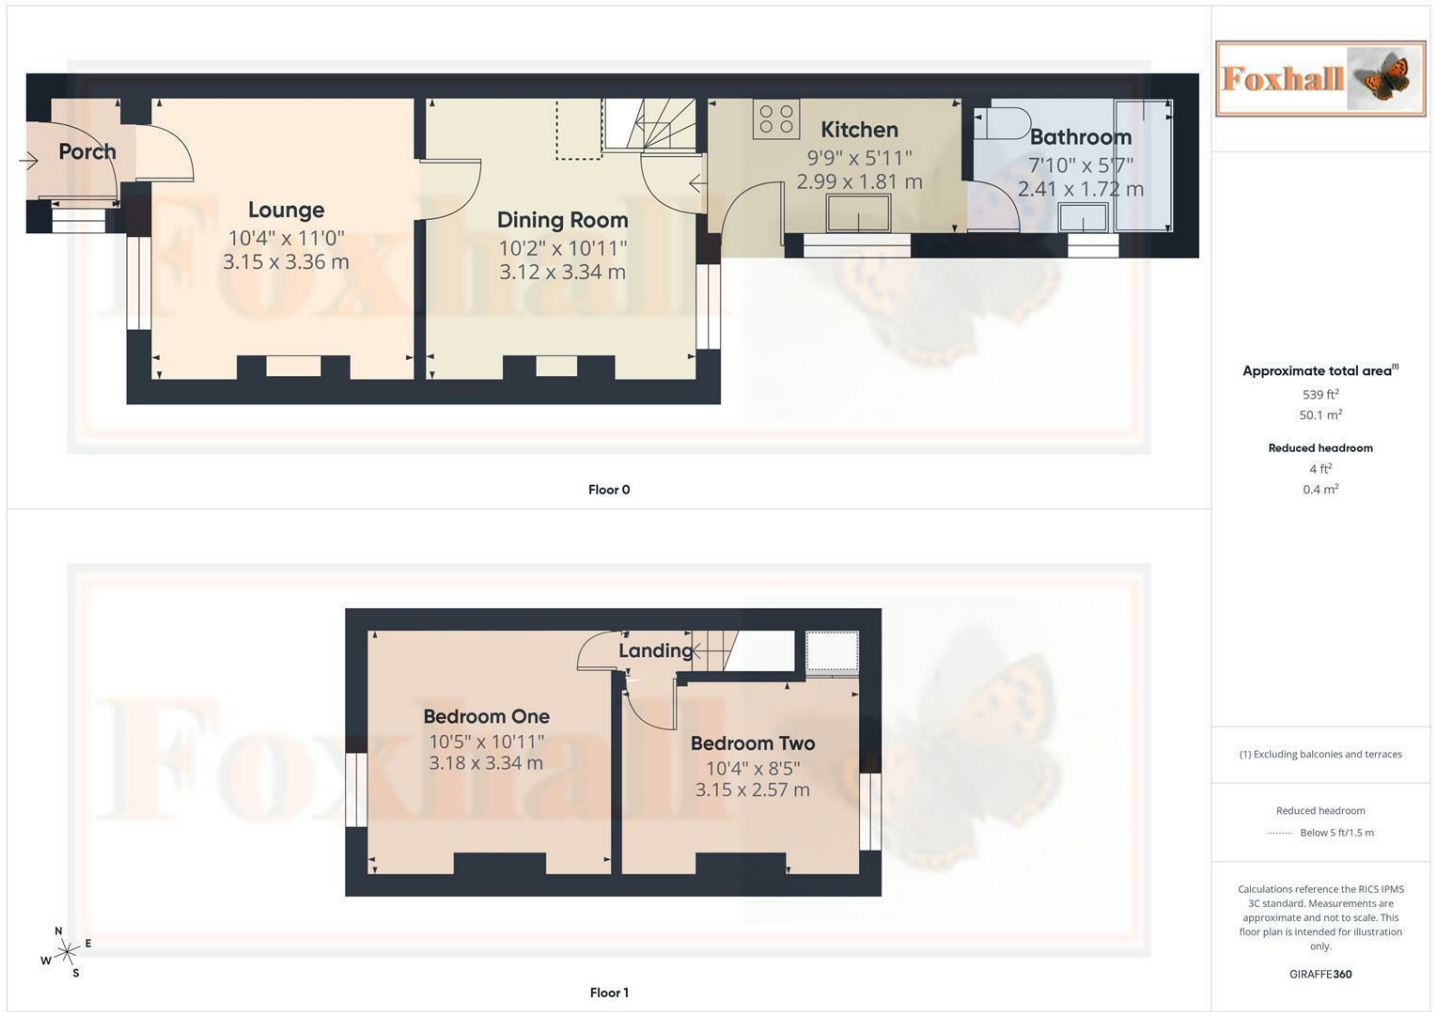 Porch
Lounge
10'4" x 11'0"
3.15 x 3.36 m
Dining Room
10'2" x 10'11"
3.12 x 3.34 m
Kitchen
9'9" x 5'11"
2.99 x 1.81 m
Bathroom
7'10" x 5'7"
2.41 x 1.72 m
Foxhall
Floor 0
Foxhall
Approximate total area(1)
539 ft²
50.1 m²
Reduced headroom
4 ft²
0.4 m²
Landing
Bedroom One
10'5" x 10'11"
3.18 x 3.34 m
Bedroom Two
10'4" x 8'5"
3.15 x 2.57 m
Foxhall
N
E
W
S
Floor 1
(1) Excluding balconies and terraces
Reduced headroom
Below 5 ft/1.5 m
Calculations reference the RICS IPMS
3C standard. Measurements are
approximate and not to scale. This
floor plan is intended for illustration
only.
GIRAFFE360